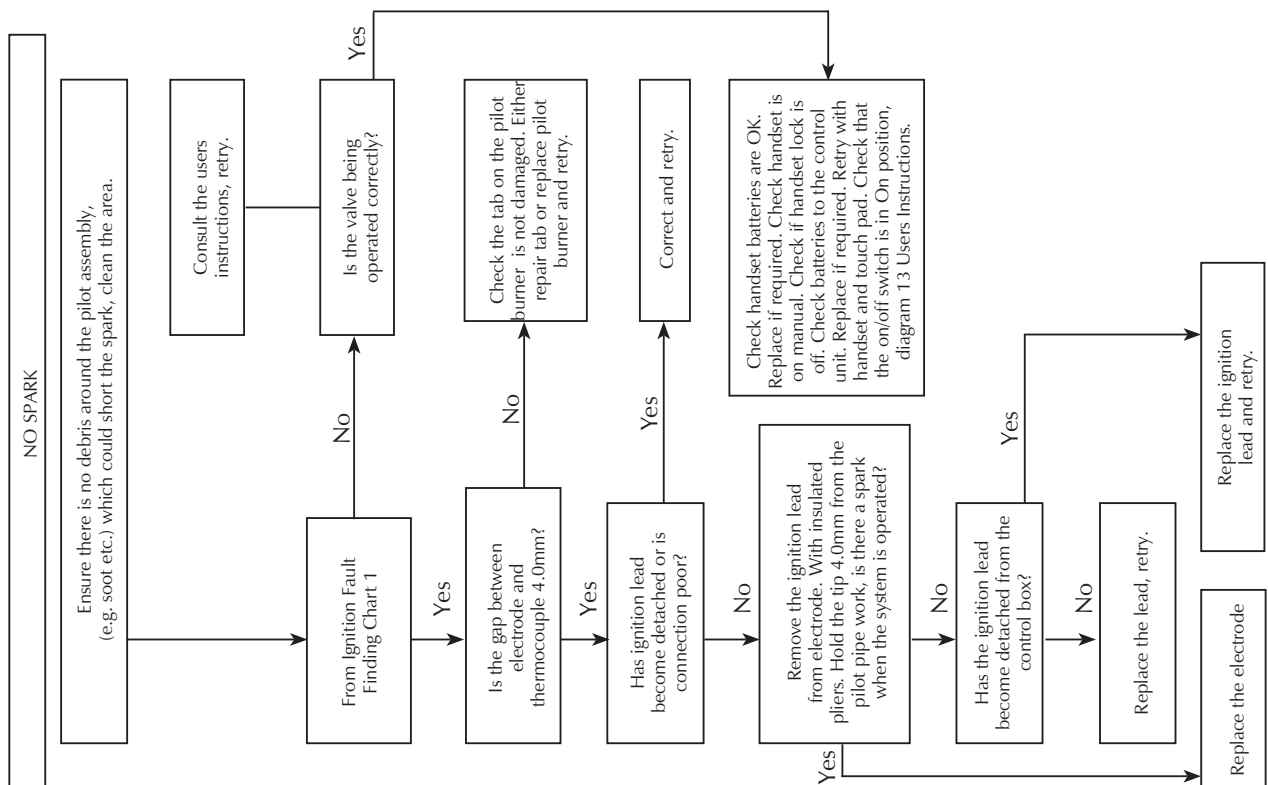 NO SPARK
Ensure there is no debris around the pilot assembly,
(e.g. soot etc.) which could short the spark, clean the area.
Consult the users
instructions, retry.
Is the valve being
operated correctly?
Yes
From Ignition Fault
Finding Chart 1
No
Yes
Is the gap between
electrode and
thermocouple 4.0mm?
No
Check the tab on the pilot
burner is not damaged. Either
repair tab or replace pilot
burner and retry.
Yes
Has ignition lead
become detached or is
connection poor?
Yes
Correct and retry.
No
Check handset batteries are OK.
Replace if required. Check handset is
on manual. Check if handset lock is
off. Check batteries to the control
unit. Replace if required. Retry with
handset and touch pad. Check that
the on/off switch is in On position,
diagram 13 Users Instructions.
Remove the ignition lead
from electrode. With insulated
pliers. Hold the tip 4.0mm from the
pilot pipe work, is there a spark
when the system is operated?
Yes
No
Has the ignition lead
become detached from the
control box?
Yes
No
Replace the lead, retry.
Replace the electrode
Replace the ignition
lead and retry.